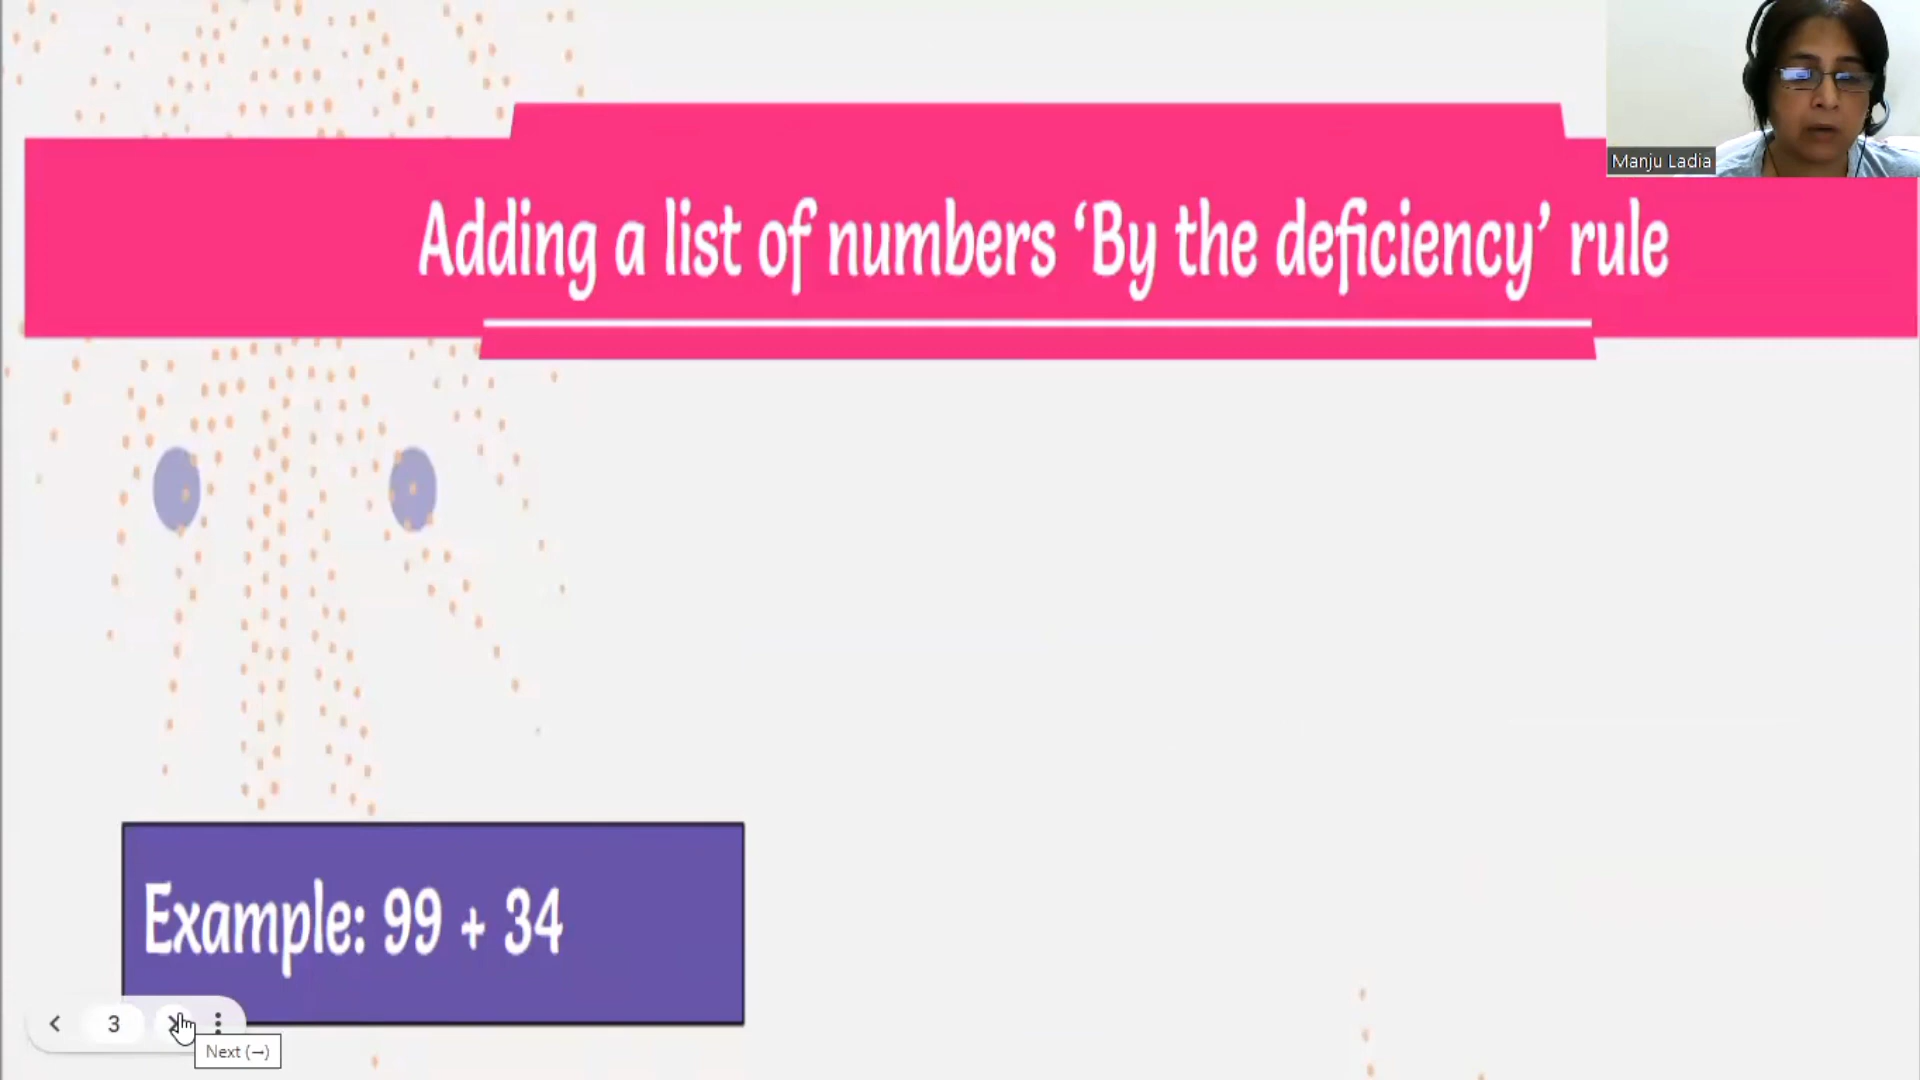 Manju Ladia
Adding a list of numbers ‘By the deficiency’ rule
Example: 99 + 34
3
Next (→)